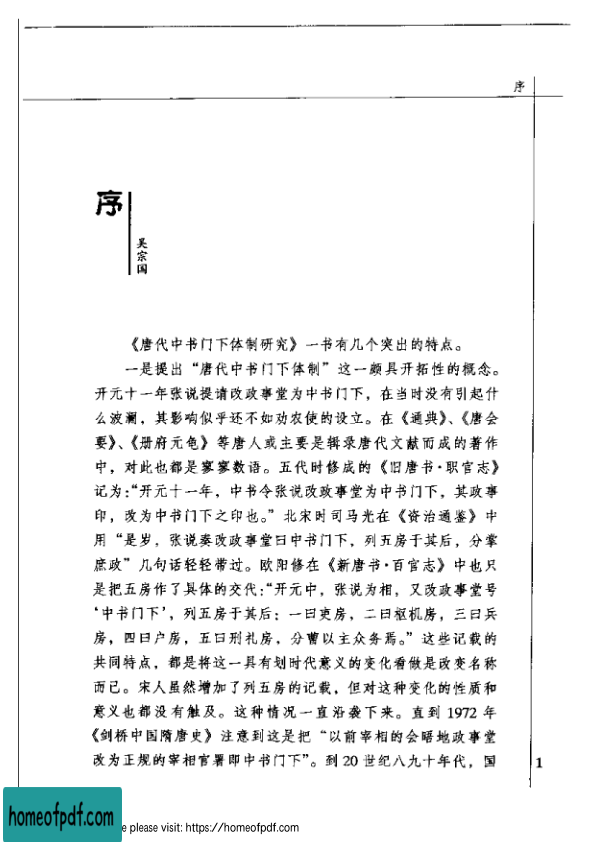 序
序
吴宗国
《唐代中书门下体制研究》一书有几个突出的特点。
一是提出“唐代中书门下体制”这一颇具开拓性的概念。
开元十一年张说提请改政事堂为中书门下，在当时没有引起什
么波澜，其影响似乎还不如劝农使的设立。在《通典》、《唐会
要》、《册府元龟》等唐人或主要是辑录唐代文献而成的著作
中，对此也都是寥寥数语。五代时修成的《旧唐书·职官志》
记为：“开元十一年，中书令张说改政事堂为中书门下，其政事
印，改为中书门下之印也。”北宋时司马光在《资治通鉴》中
用“是岁，张说奏改政事堂曰中书门下，列五房于其后，分掌
庶政”几句话轻轻带过。欧阳修在《新唐书·百官志》中也只
是把五房作了具体的交代：“开元中，张说为相，又改政事堂号
‘中书门下’，列五房于其后：一曰吏房，二曰枢机房，三曰兵
房，四曰户房，五曰刑礼房，分曹以主众务焉。”这些记载的
共同特点，都是将这一具有划时代意义的变化看做是改变名称
而已。宋人虽然增加了列五房的记载，但对这种变化的性质和
意义也都没有触及。这种情况一直沿袭下来。直到1972年
《剑桥中国隋唐史》注意到这是把“以前宰相的会晤地政事堂
改为正规的宰相官署即中书门下”。到20世纪八九十年代，国
1
homeofpdf.com
e please visit: https://homeofpdf.com